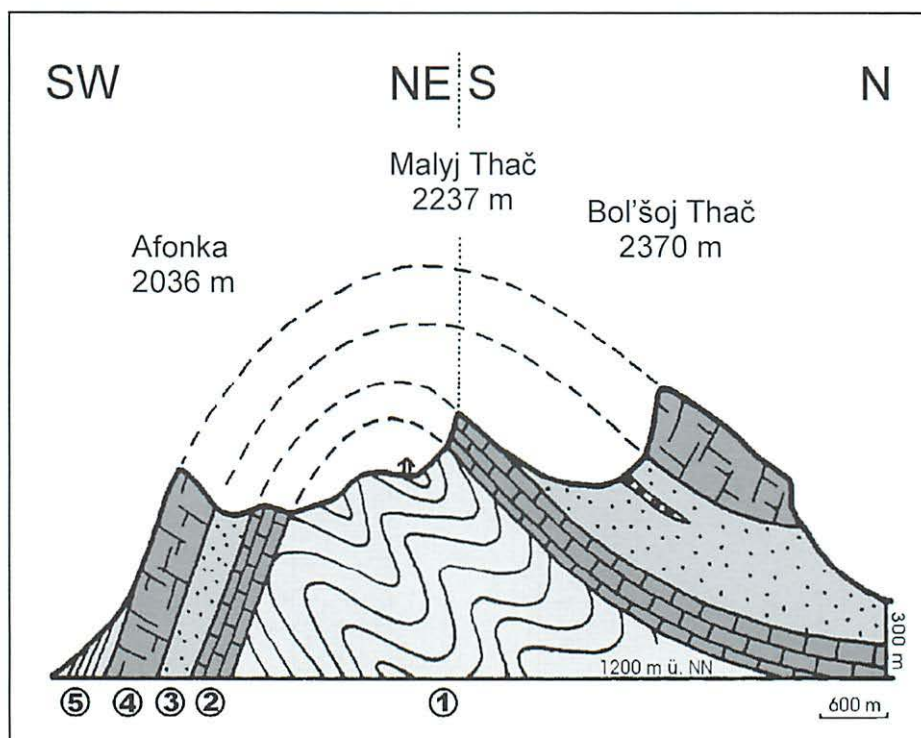 SW NE S N
Malyj Thač
2237 m
Bol'šoj Thač
2370 m
Afonka
2036 m
300 m
1200 m ü. NN
⑤ ④ ③ ② ①
600 m